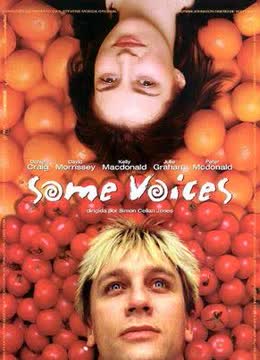 Daniel David Kelly Julie Peter
Craig Morrissey Macdonald Graham Mcdonald
some voices
dirigida por Simon Cellan Jones